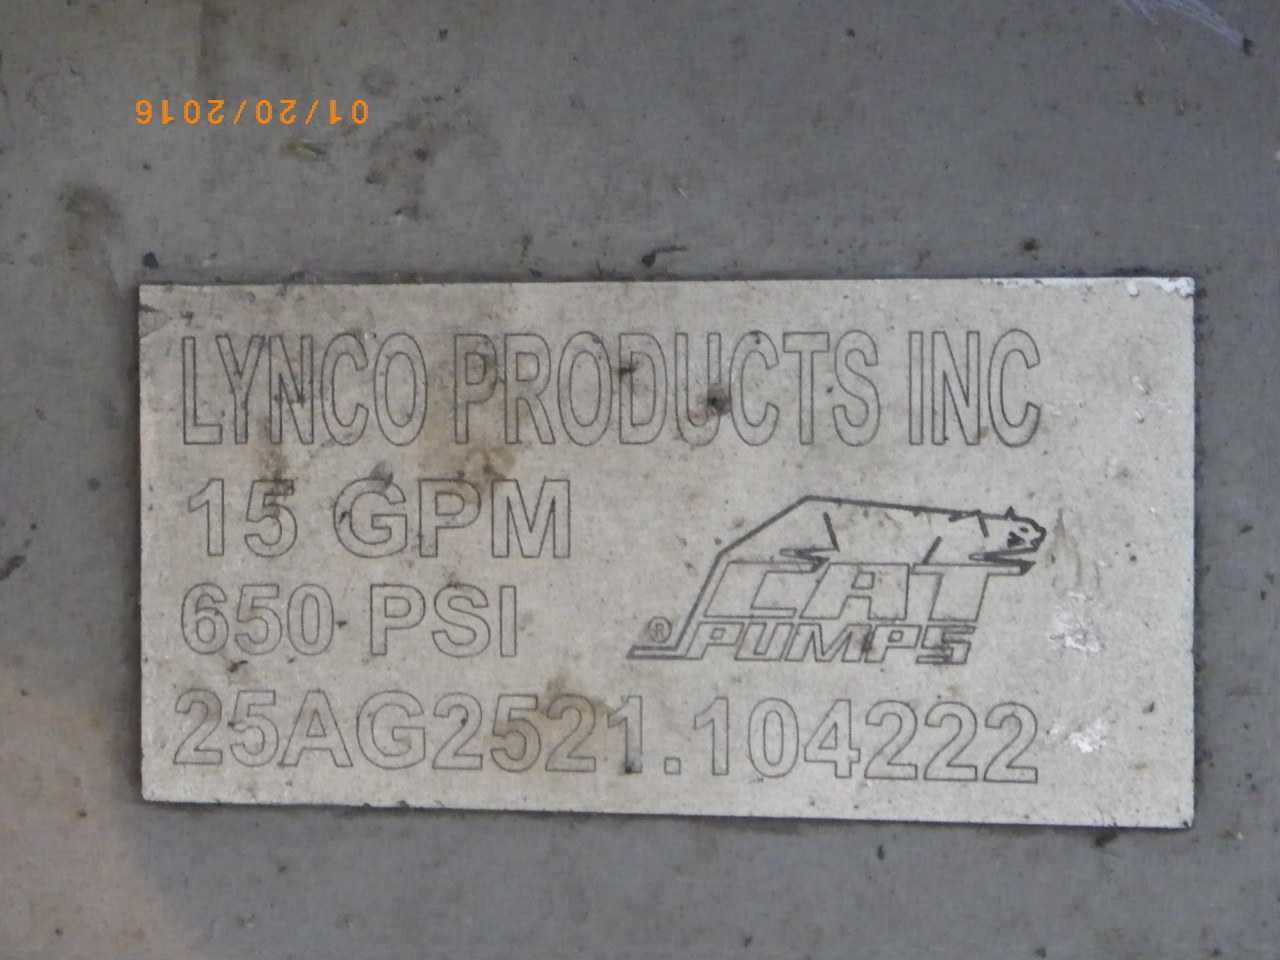 01/20/2016
LYNCO PRODUCTS INC
15 GPM
650 PSI
CAT
® PUMPS
25AG2521.104222